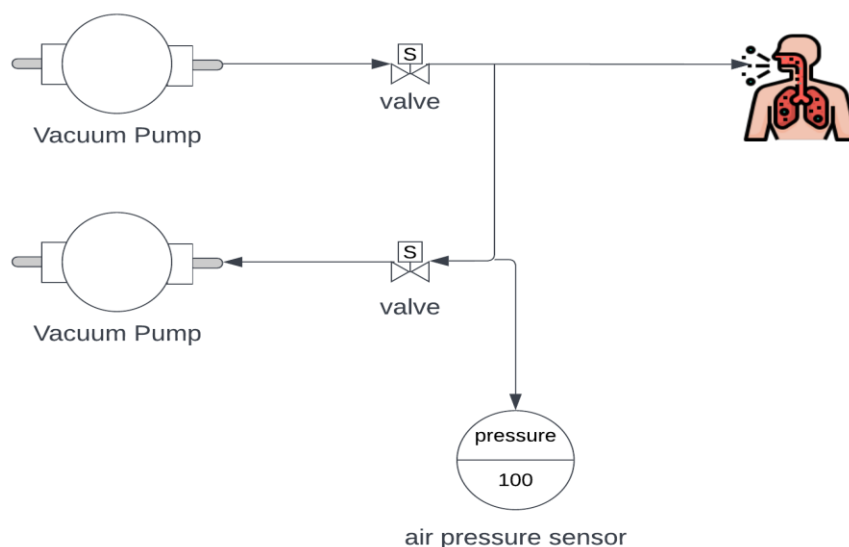 S
valve
Vacuum Pump
S
valve
Vacuum Pump
pressure
100
air pressure sensor